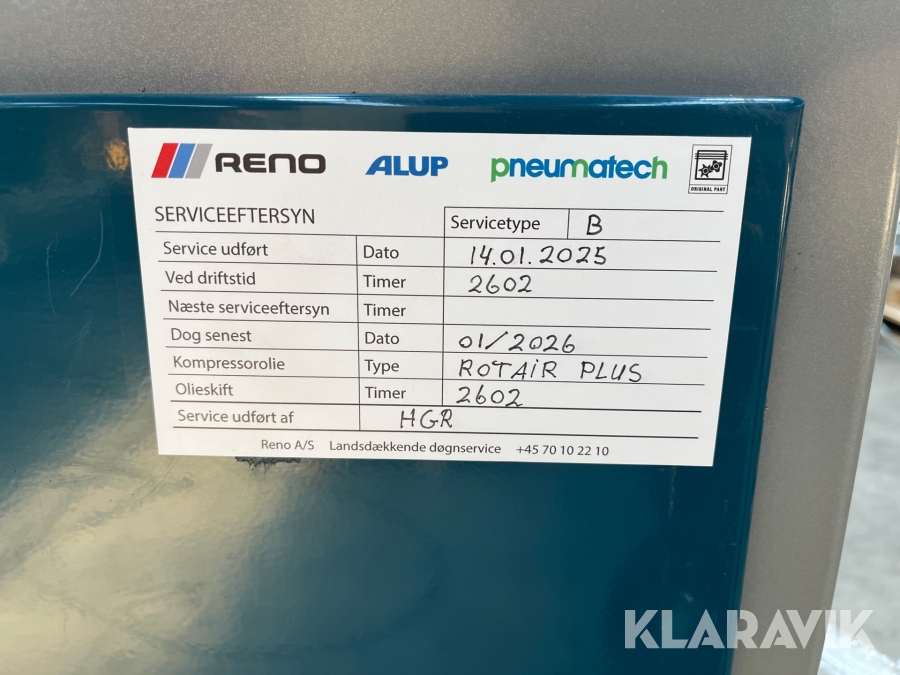 RENO ALUP pneumatech
ORIGINAL PART
SERVICEEFTERSYN Servicetype B
Service udført Dato 14.01.2025
Ved driftstid Timer 2602
Næste serviceeftersyn Timer
Dog senest Dato 01/2026
Kompressorolie Type ROTAIR PLUS
Olieskift Timer 2602
Service udført af HGR
Reno A/S Landsdækkende døgnservice +45 70 10 22 10
KLARAVIK